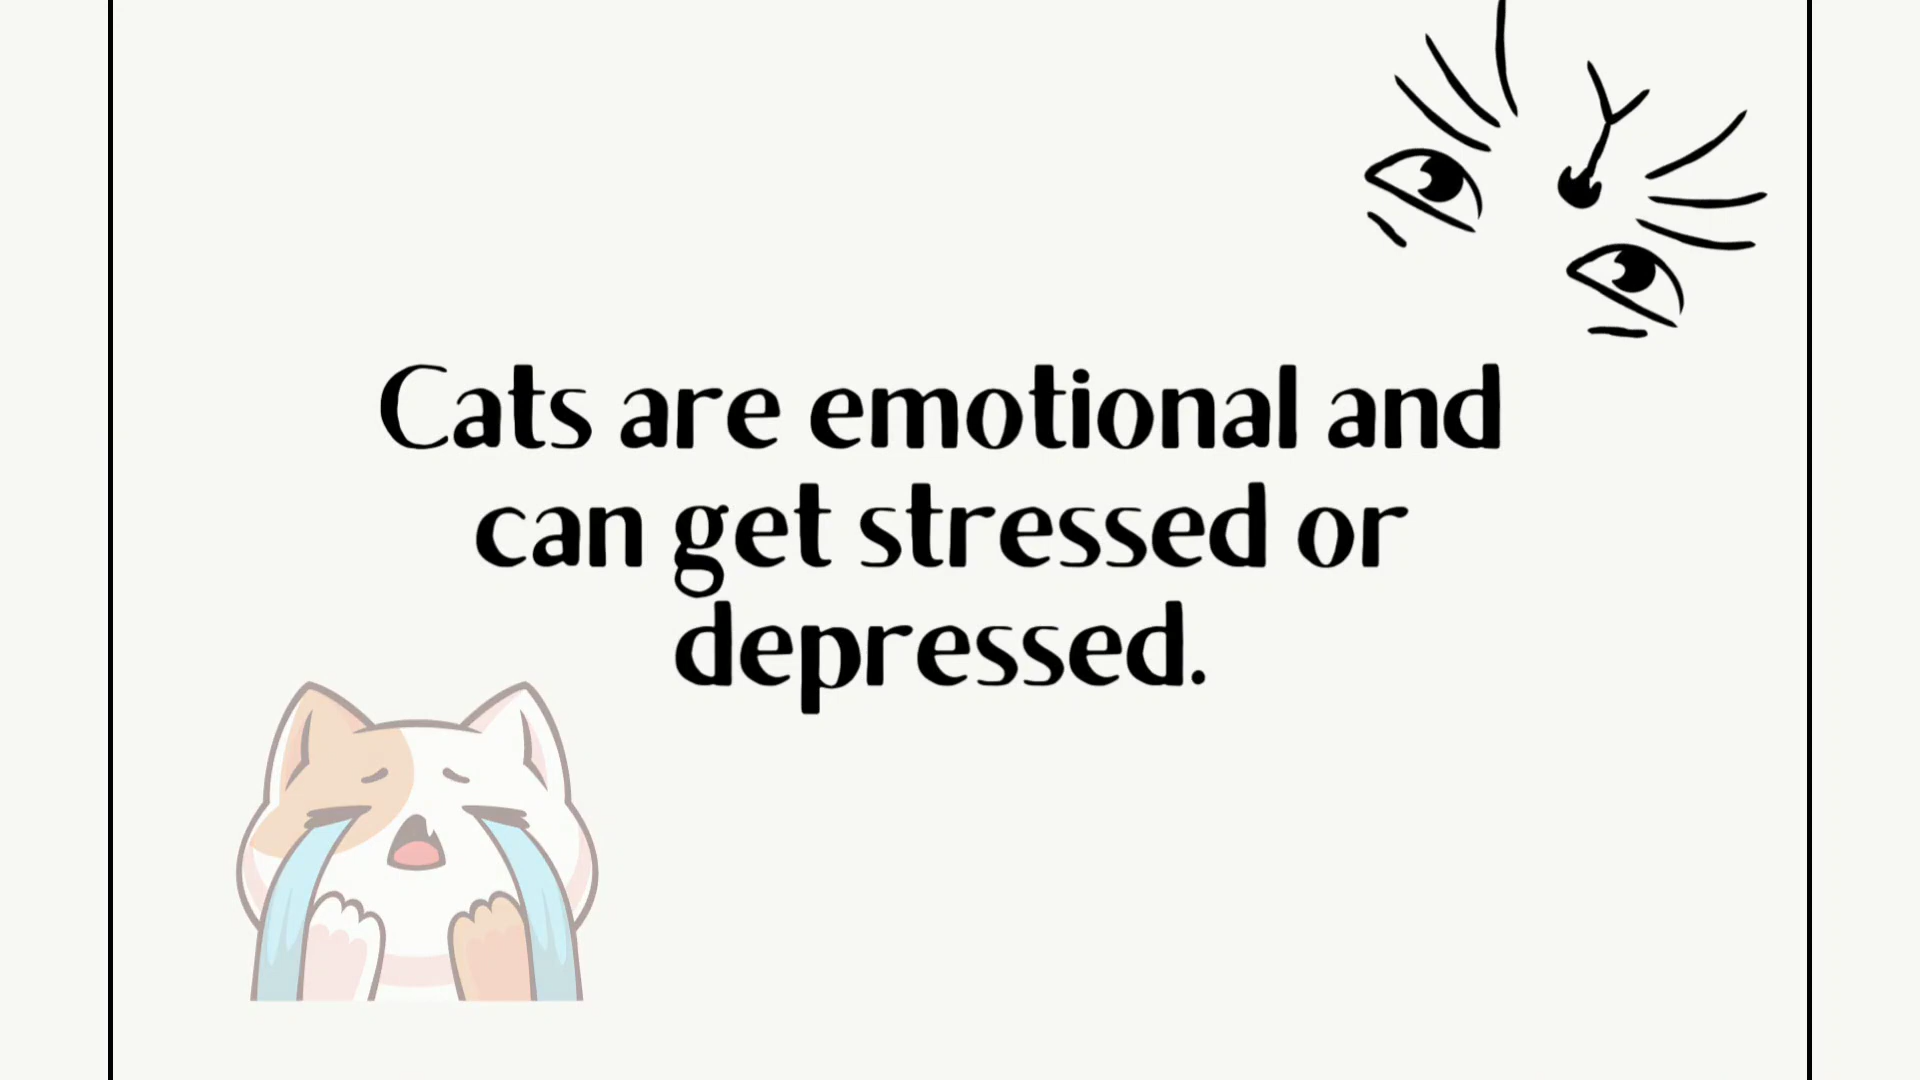 Cats are emotional and
can get stressed or
depressed.